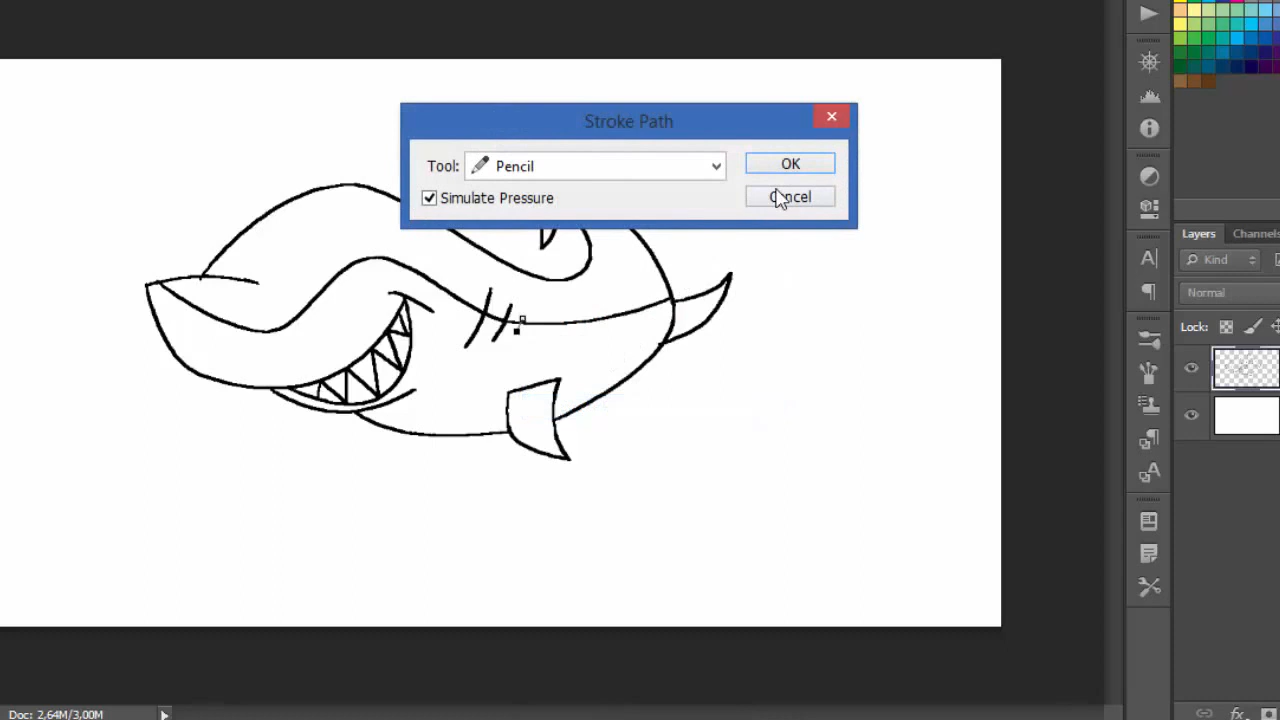 Stroke Path
Tool: Pencil OK
Simulate Pressure Cancel
Layers Channels
Kind
Normal
Lock:
Doc: 2,64M/3,00M